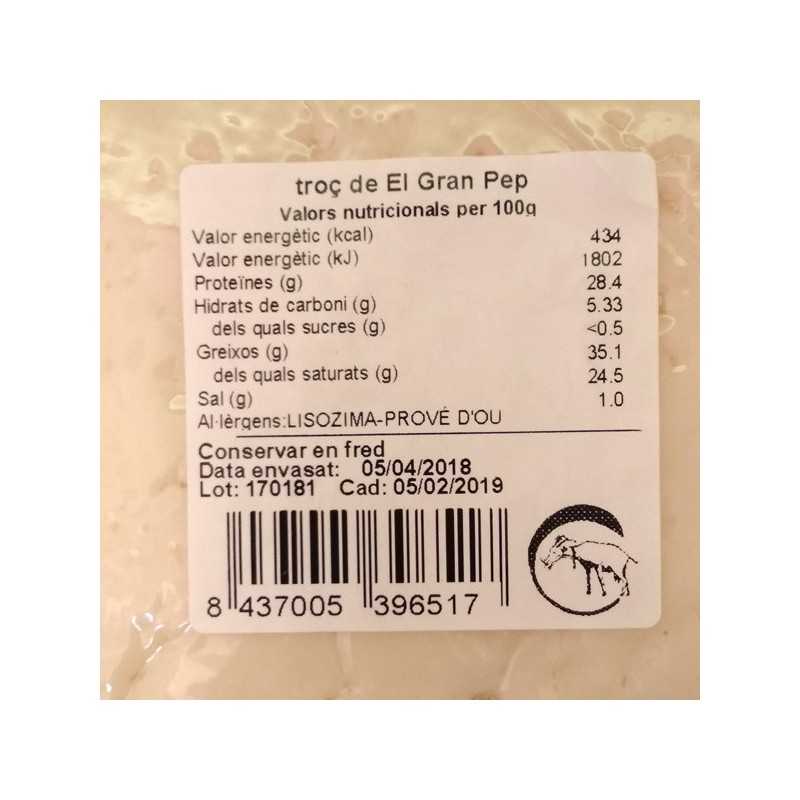 troç de El Gran Pep
Valors nutricionals per 100g
Valor energètic (kcal) 434
Valor energètic (kJ) 1802
Proteïnes (g) 28.4
Hidrats de carboni (g) 5.33
dels quals sucres (g) <0.5
Greixos (g) 35.1
dels quals saturats (g) 24.5
Sal (g) 1.0
Al·lèrgens:LISOZIMA-PROVÉ D'OU
Conservar en fred
Data envasat: 05/04/2018
Lot: 170181 Cad: 05/02/2019
8 437005 396517